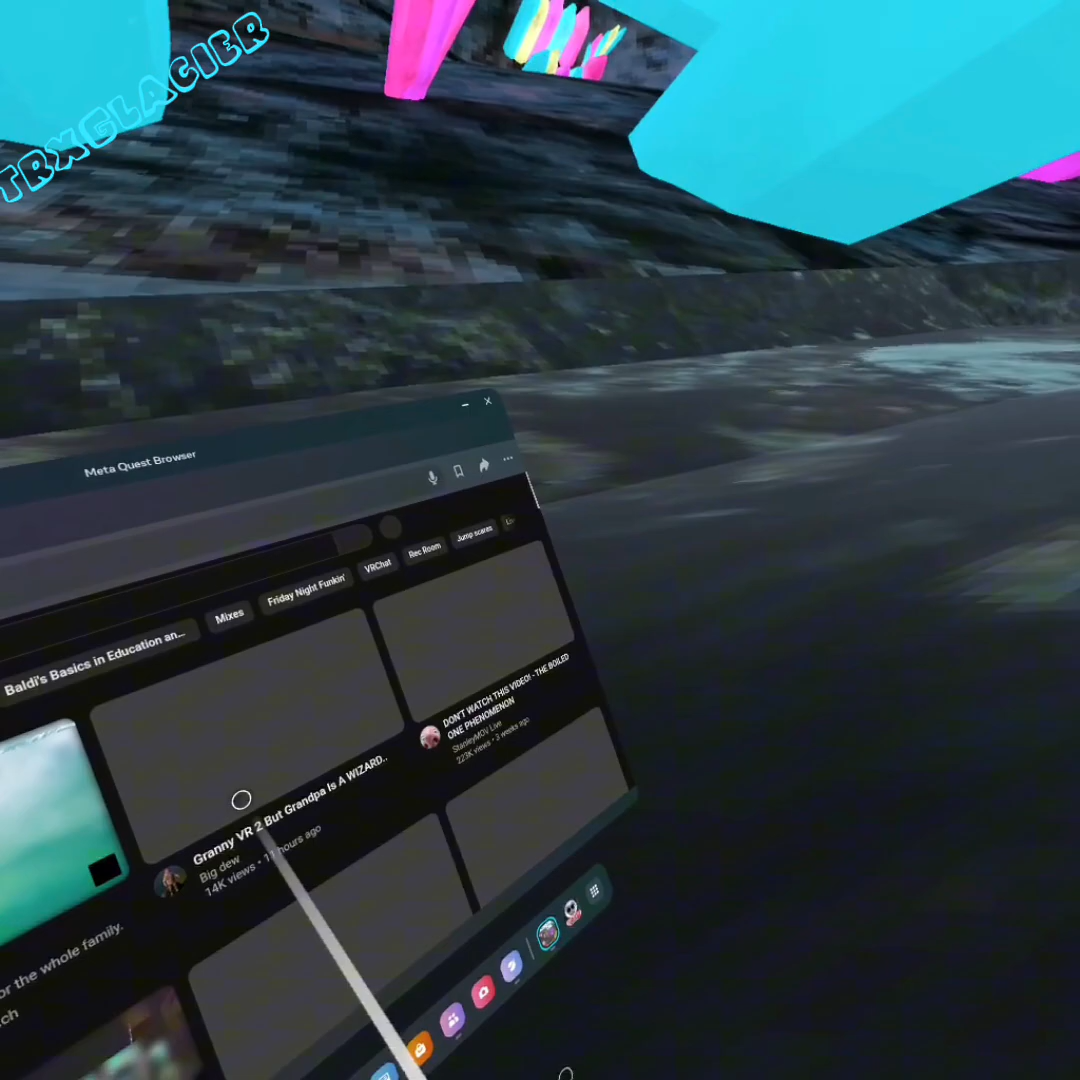 TRXGLACIER
Meta Quest Browser
Baldi's Basics in Education an...
Mixes
Friday Night Funkin'
VRChat
Rec Room
Jump scares
DON'T WATCH THIS VIDEO! - THE BOILED
ONE PHENOMENON
StanleyMOV Live
223K views • 3 weeks ago
Granny VR 2 But Grandpa Is A WIZARD..
Big dew
14K views • 11 hours ago
or the whole family.
ch